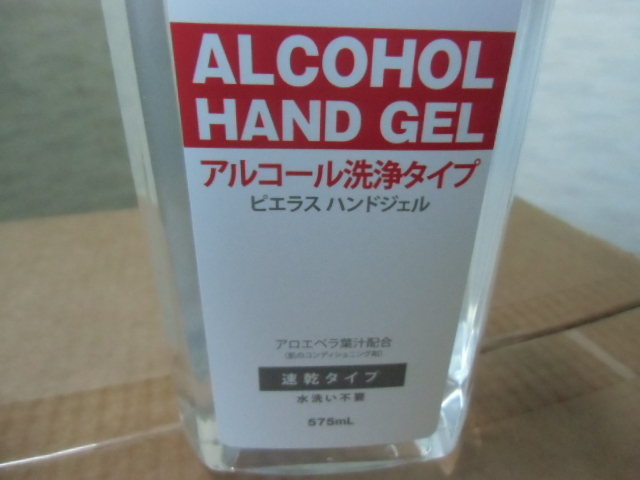 ALCOHOL
HAND GEL
アルコール洗浄タイプ
ピエラス ハンドジェル
アロエベラ葉汁配合
(肌のコンディショニング剤)
速乾タイプ
水洗い不要
575mL